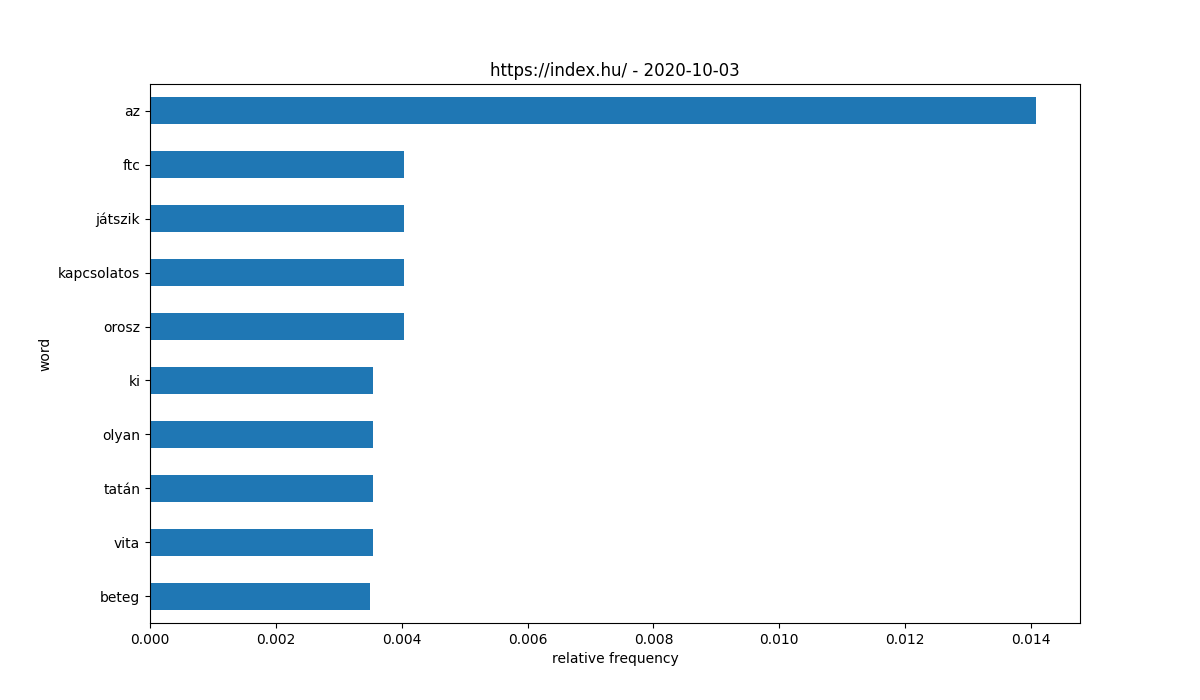 https://index.hu/ - 2020-10-03
az
ftc
játszik
kapcsolatos
orosz
ki
olyan
tatán
vita
beteg
word
0.000 0.002 0.004 0.006 0.008 0.010 0.012 0.014
relative frequency